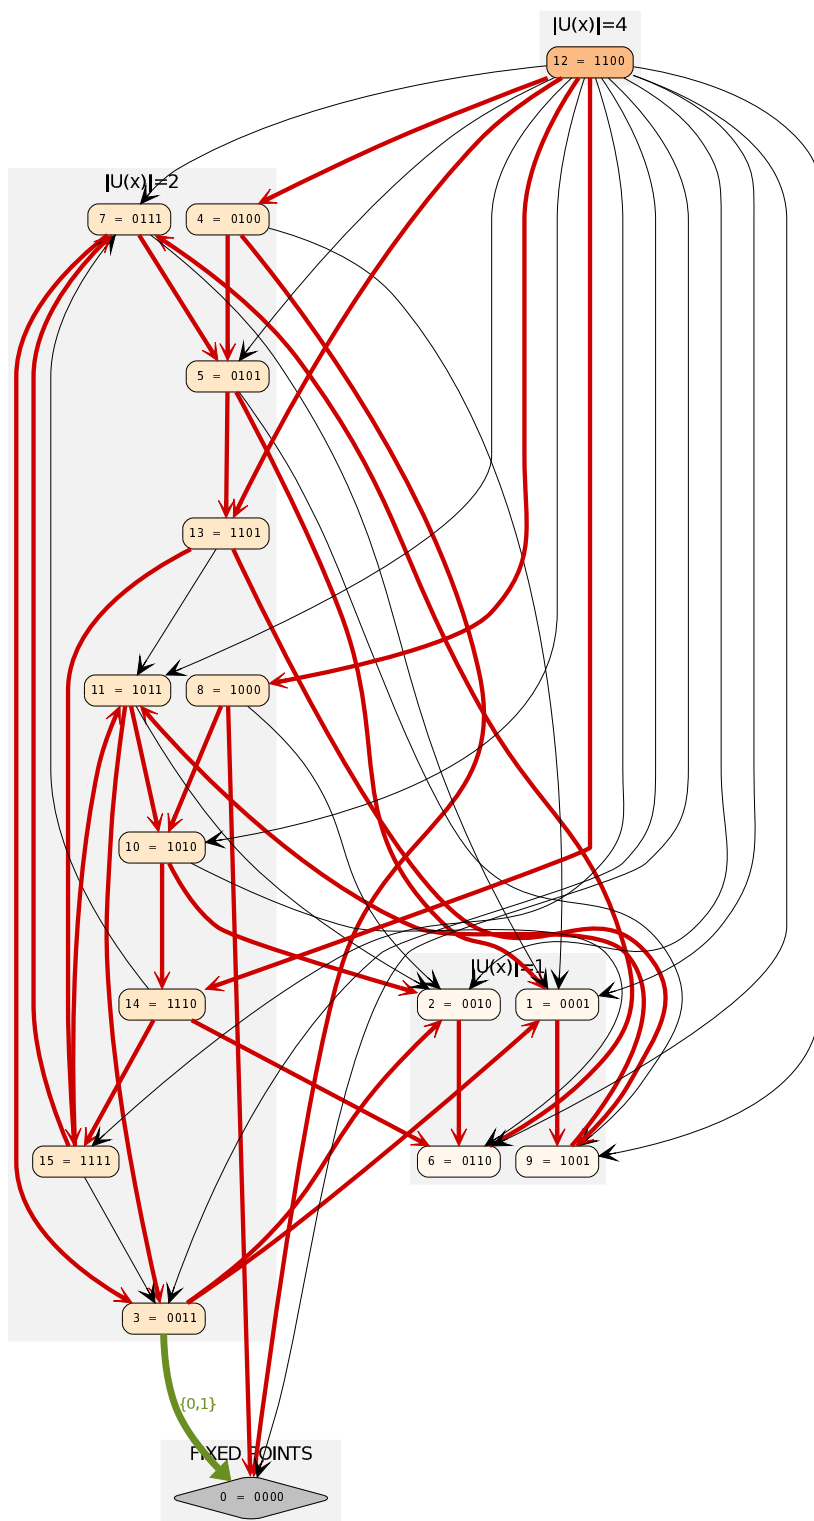 |U(x)|=4
12 = 1100
|U(x)|=2
7 = 0111
4 = 0100
5 = 0101
13 = 1101
11 = 1011
8 = 1000
10 = 1010
|U(x)|=1
14 = 1110
2 = 0010
1 = 0001
15 = 1111
6 = 0110
9 = 1001
3 = 0011
{0,1}
FIXED POINTS
0 = 0000